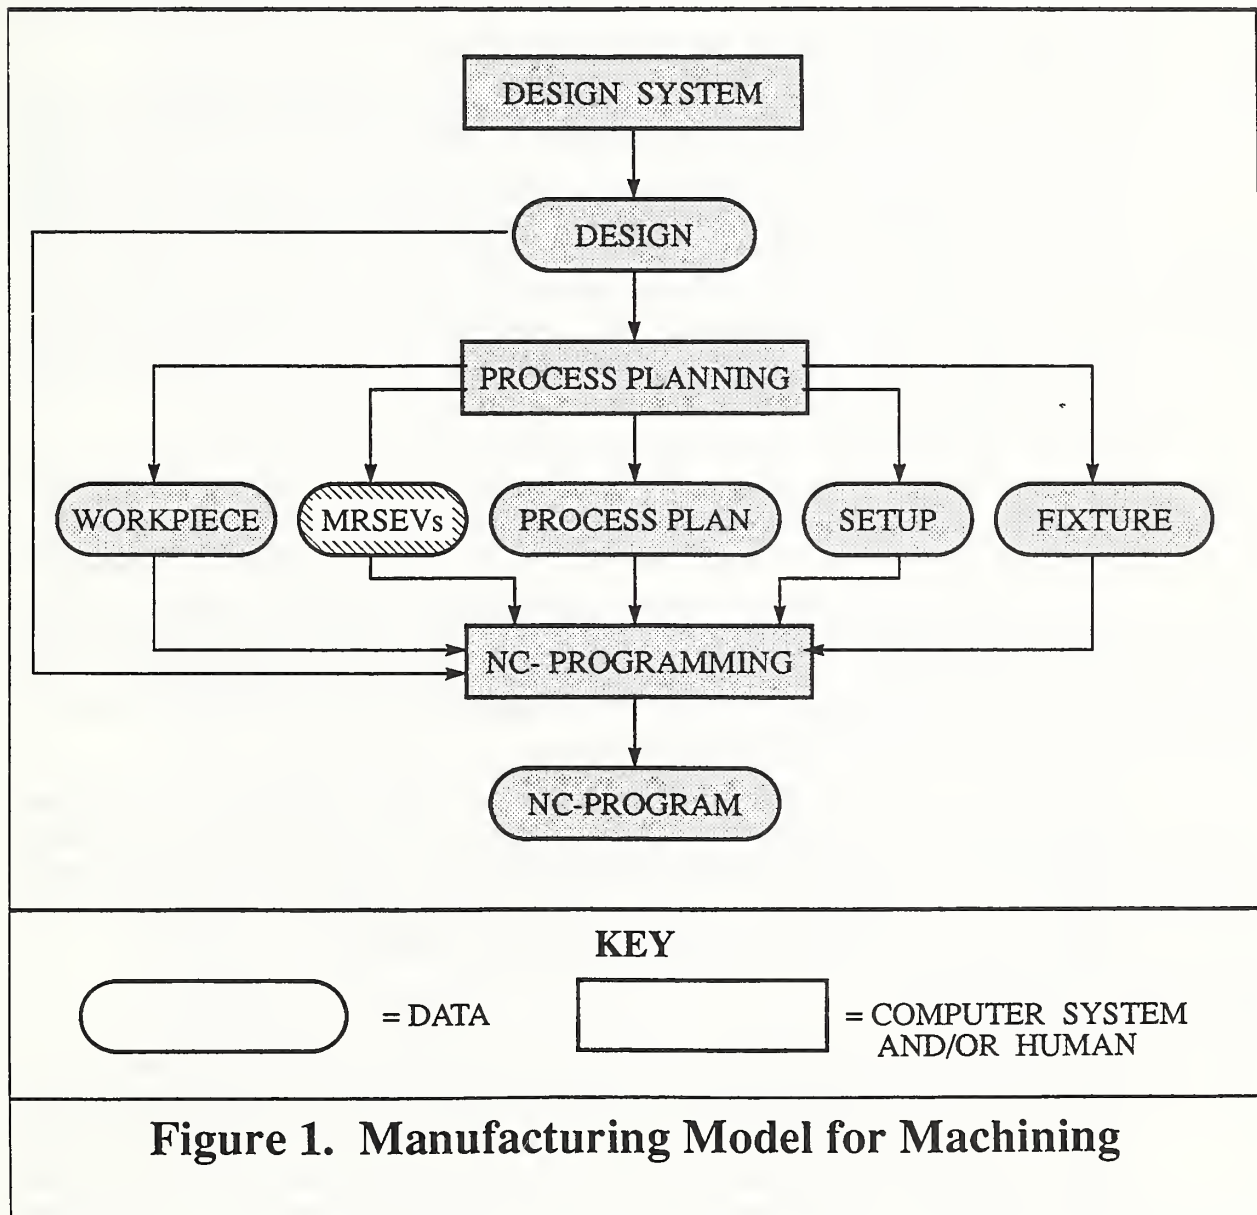 DESIGN SYSTEM
DESIGN
PROCESS PLANNING
WORKPIECE
MRSEVs
PROCESS PLAN
SETUP
FIXTURE
NC- PROGRAMMING
NC-PROGRAM
KEY
= DATA
= COMPUTER SYSTEM
AND/OR HUMAN
Figure 1. Manufacturing Model for Machining